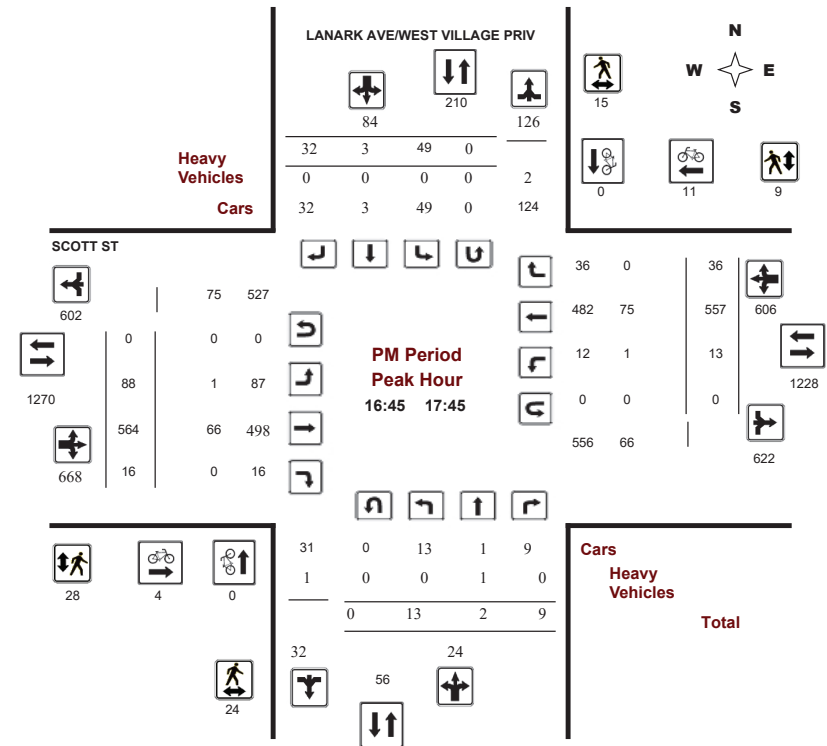 LANARK AVE/WEST VILLAGE PRIV
N
W E
S
210
15
84 126
32 3 49 0
Heavy
Vehicles
0 0 0 0 2
Cars
32 3 49 0 124
0 11 9
SCOTT ST
602
75 527
0 0 0
1270
88 1 87
564 66 498
668
16 0 16
PM Period
Peak Hour
16:45 17:45
36 0 36
482 75 557
606
12 1 13
1228
0 0 0
556 66
622
28 4 0
24
31 0 13 1 9
1 0 0 1 0
0 13 2 9
32 24
56
Cars
Heavy
Vehicles
Total